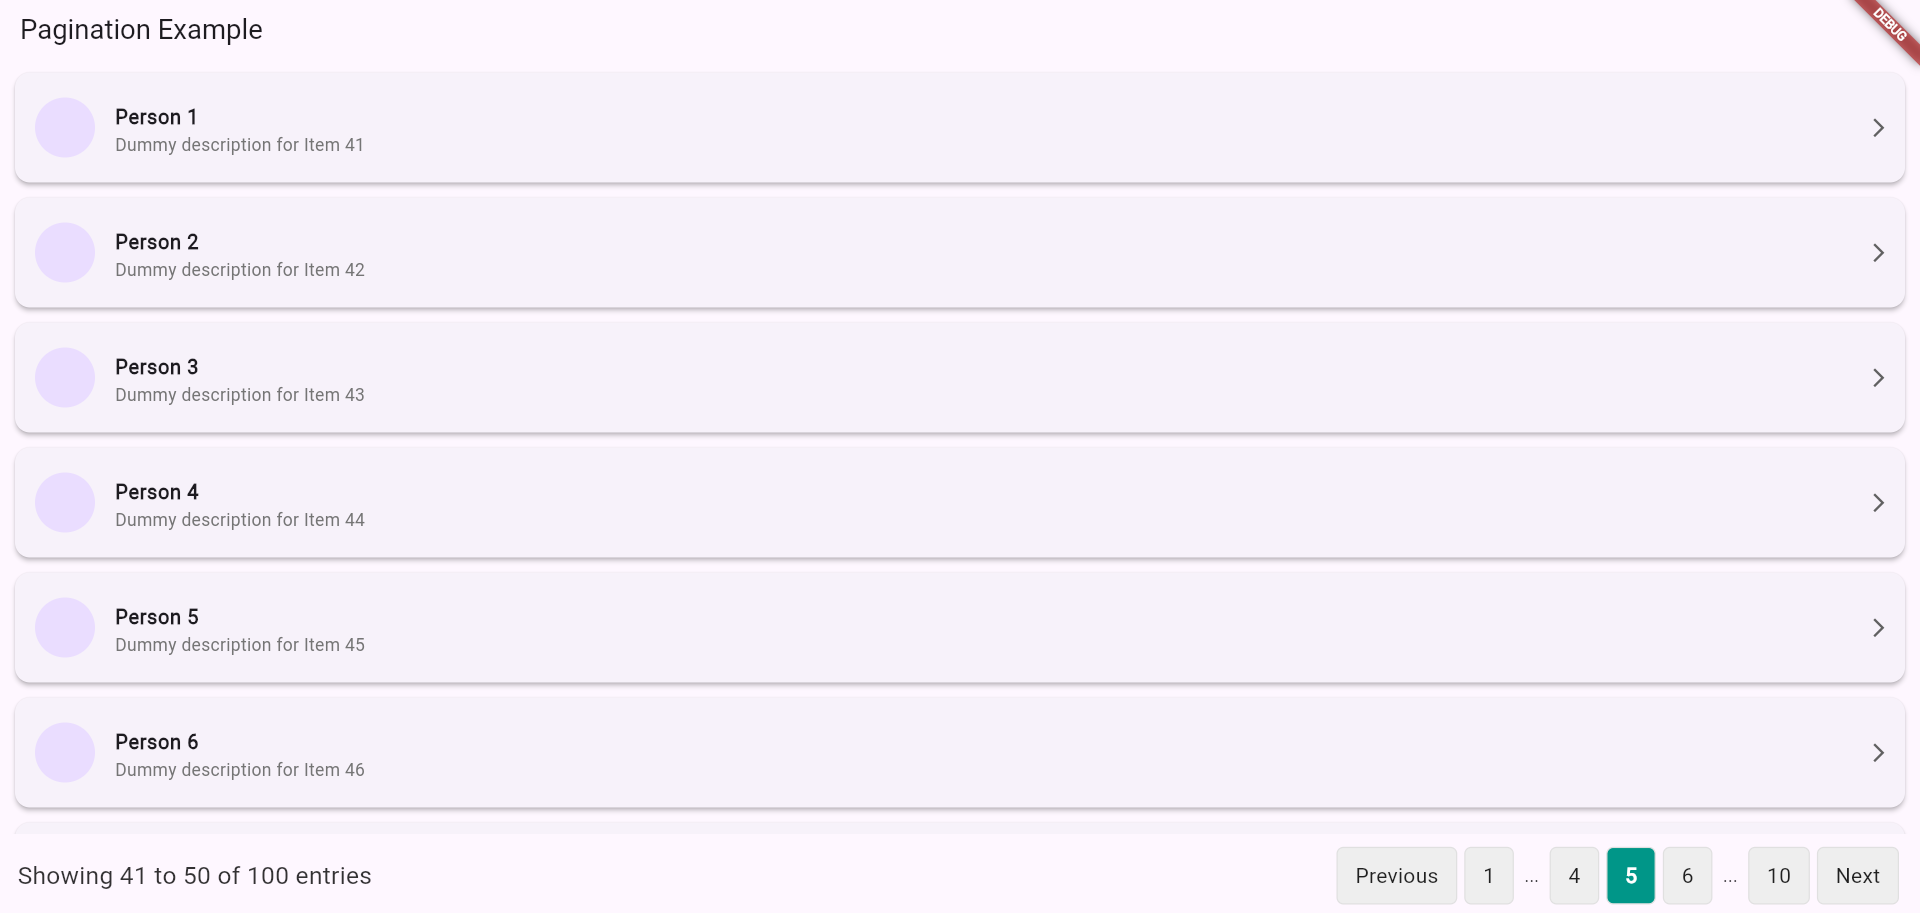 Pagination Example
DEBUG
Person 1
Dummy description for Item 41
Person 2
Dummy description for Item 42
Person 3
Dummy description for Item 43
Person 4
Dummy description for Item 44
Person 5
Dummy description for Item 45
Person 6
Dummy description for Item 46
Showing 41 to 50 of 100 entries
Previous 1 ... 4 5 6 ... 10 Next